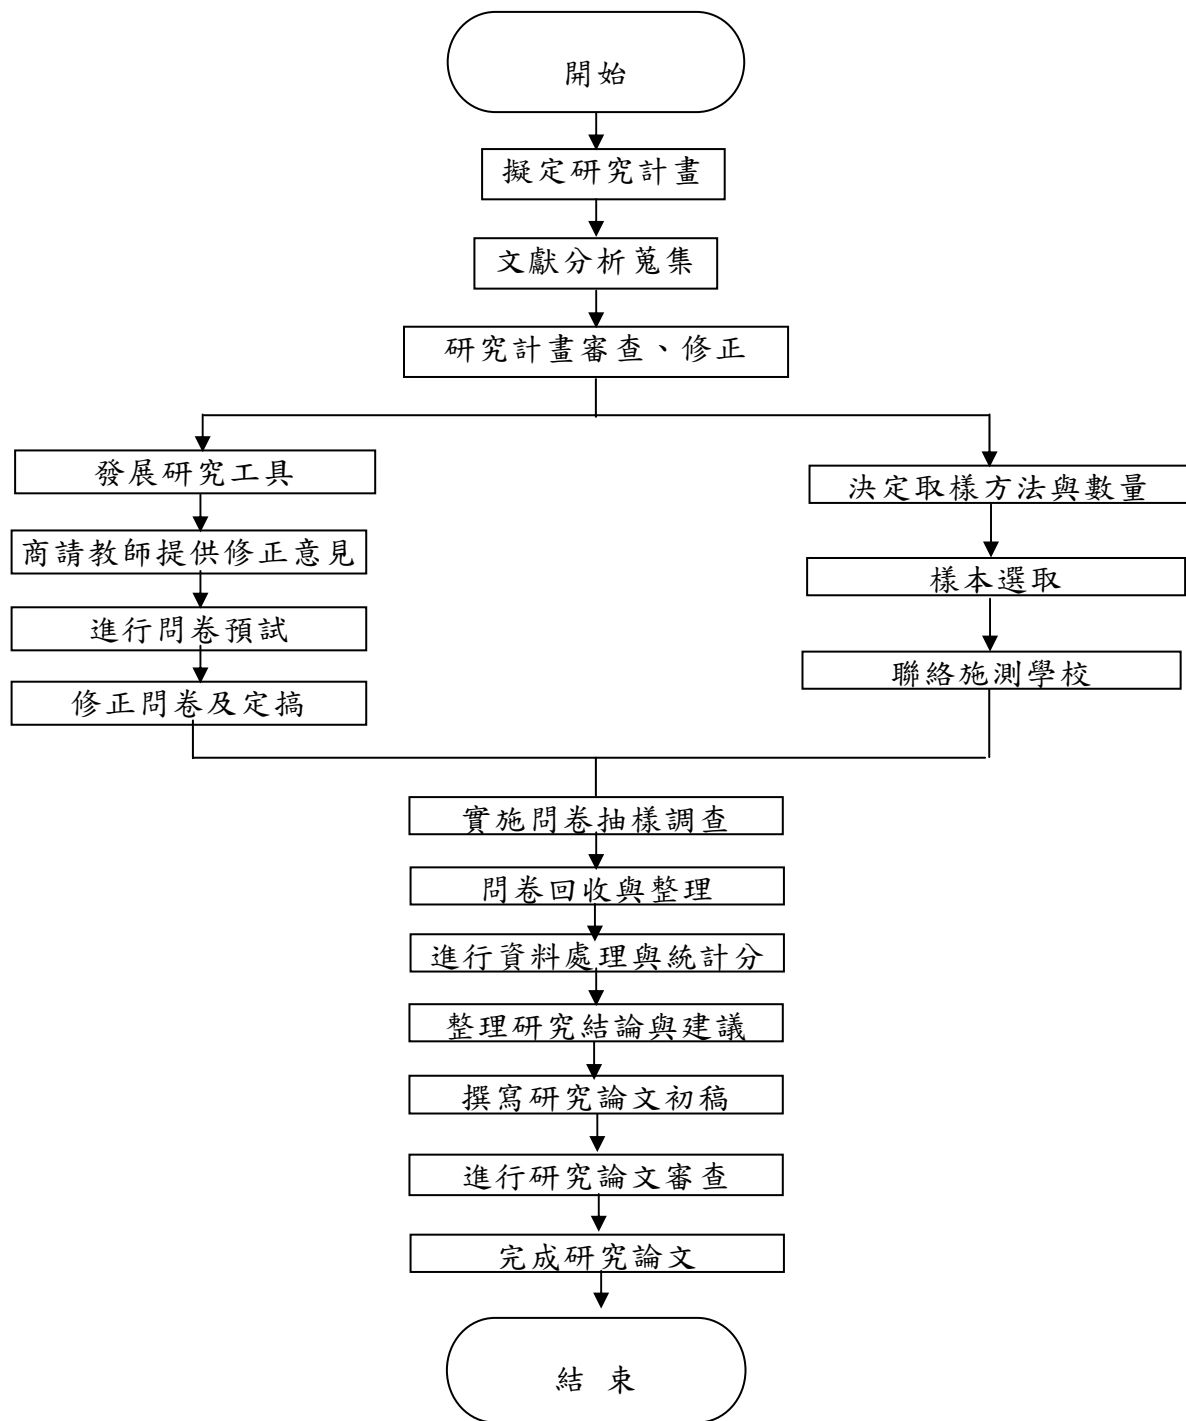 開始
擬定研究計畫
文獻分析蒐集
研究計畫審查、修正
發展研究工具
商請教師提供修正意見
進行問卷預試
修正問卷及定搞
決定取樣方法與數量
樣本選取
聯絡施測學校
實施問卷抽樣調查
問卷回收與整理
進行資料處理與統計分
整理研究結論與建議
撰寫研究論文初稿
進行研究論文審查
完成研究論文
結 束